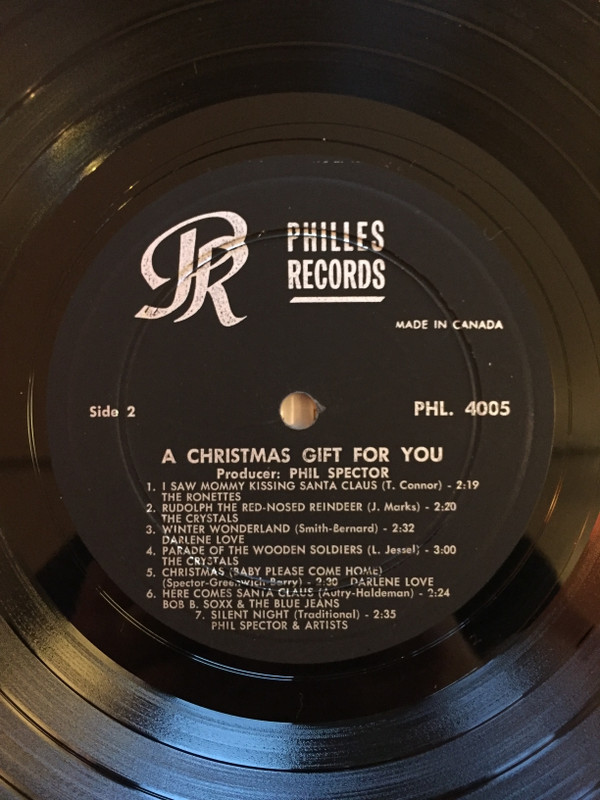 PR
PHILLES
RECORDS
MADE IN CANADA
Side 2
PHL. 4005
A CHRISTMAS GIFT FOR YOU
Producer: PHIL SPECTOR
1. I SAW MOMMY KISSING SANTA CLAUS (T. Connor) - 2:19
THE RONETTES
2. RUDOLPH THE RED-NOSED REINDEER (J. Marks) - 2:20
THE CRYSTALS
3. WINTER WONDERLAND (Smith-Bernard) - 2:32
DARLENE LOVE
4. PARADE OF THE WOODEN SOLDIERS (L. Jessel) - 3:00
THE CRYSTALS
5. CHRISTMAS (BABY PLEASE COME HOME)
(Spector-Greenwich-Barry) - 2:30 DARLENE LOVE
6. HERE COMES SANTA CLAUS (Autry-Haldeman) - 2:24
BOB B. SOXX & THE BLUE JEANS
7. SILENT NIGHT (Traditional) - 2:35
PHIL SPECTOR & ARTISTS